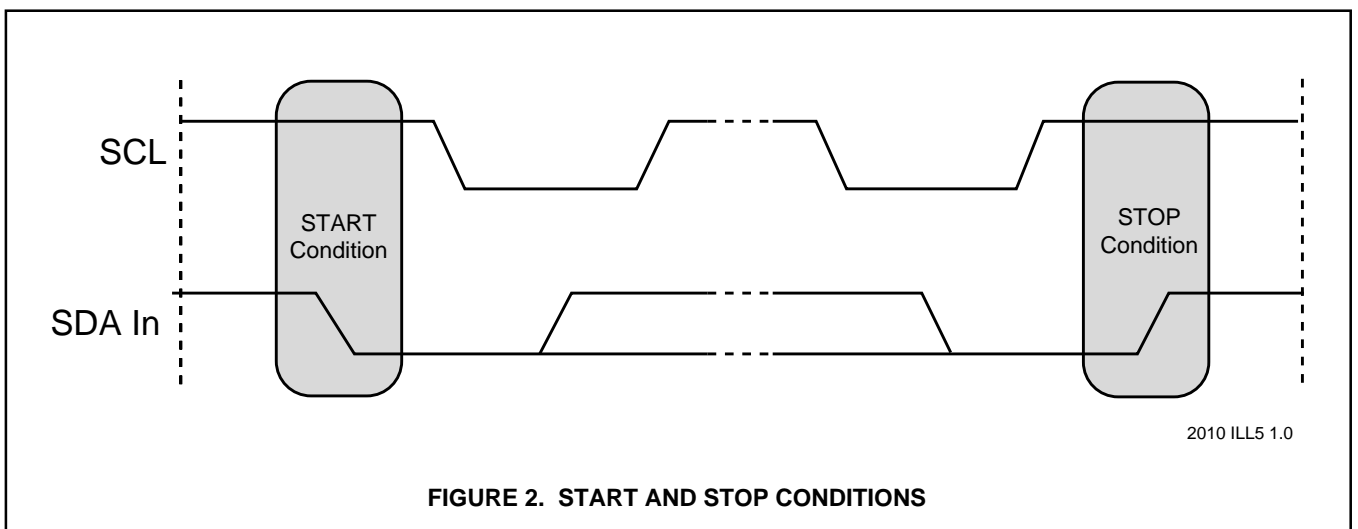 SCL
START
Condition
STOP
Condition
SDA In
2010 ILL5 1.0
FIGURE 2. START AND STOP CONDITIONS